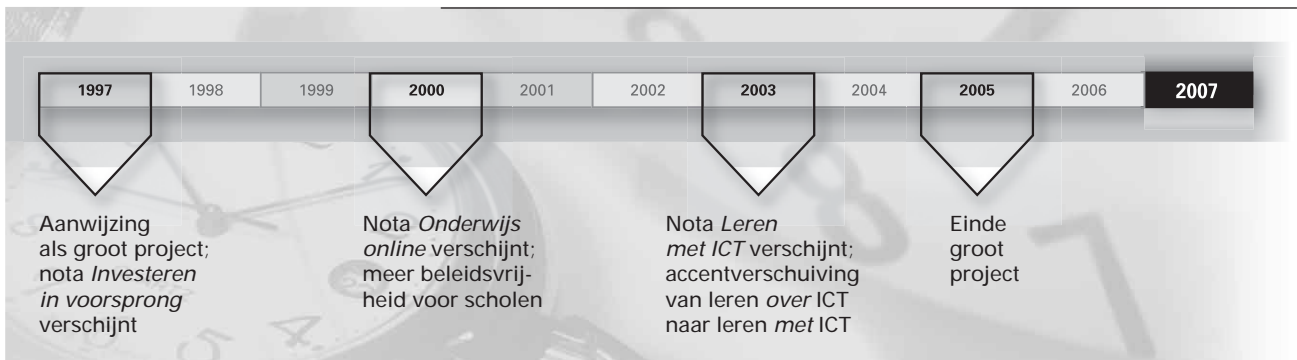 1997 1998 1999 2000 2001 2002 2003 2004 2005 2006 2007
Aanwijzing
als groot project;
nota Investeren
in voorsprong
verschijnt
Nota Onderwijs
online verschijnt;
meer beleidsvrij-
heid voor scholen
Nota Leren
met ICT verschijnt;
accentverschuiving
van leren over ICT
naar leren met ICT
Einde
groot
project